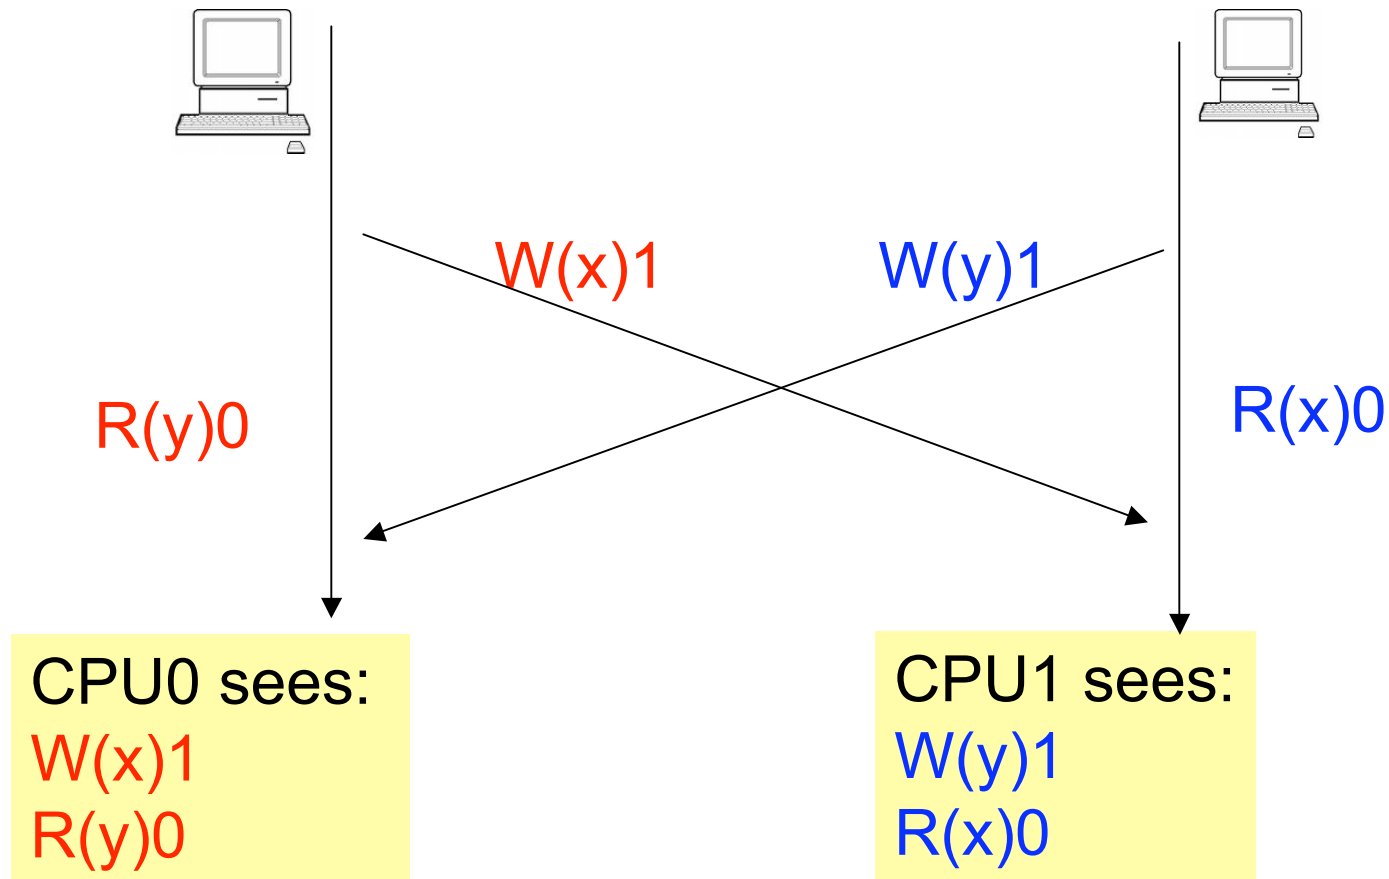 W(x)1
W(y)1
R(y)0
R(x)0
CPU0 sees:
W(x)1
R(y)0
CPU1 sees:
W(y)1
R(x)0